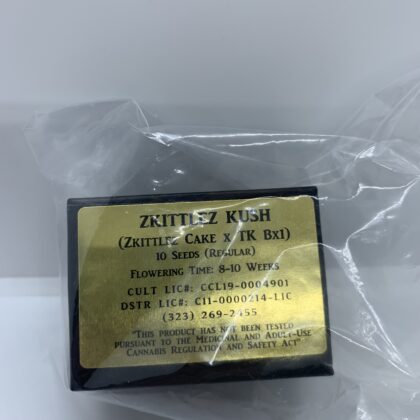 ZKITTLEZ KUSH
(ZKITTLEZ CAKE X TK BX1)
10 SEEDS (REGULAR)
FLOWERING TIME: 8-10 WEEKS
CULT LIC#: CCL19-0004901
DSTR LIC#: C11-0000214-LIC
(323) 269-2455
"THIS PRODUCT HAS NOT BEEN TESTED
PURSUANT TO THE MEDICINAL AND ADULT-USE
CANNABIS REGULATION AND SAFETY ACT"